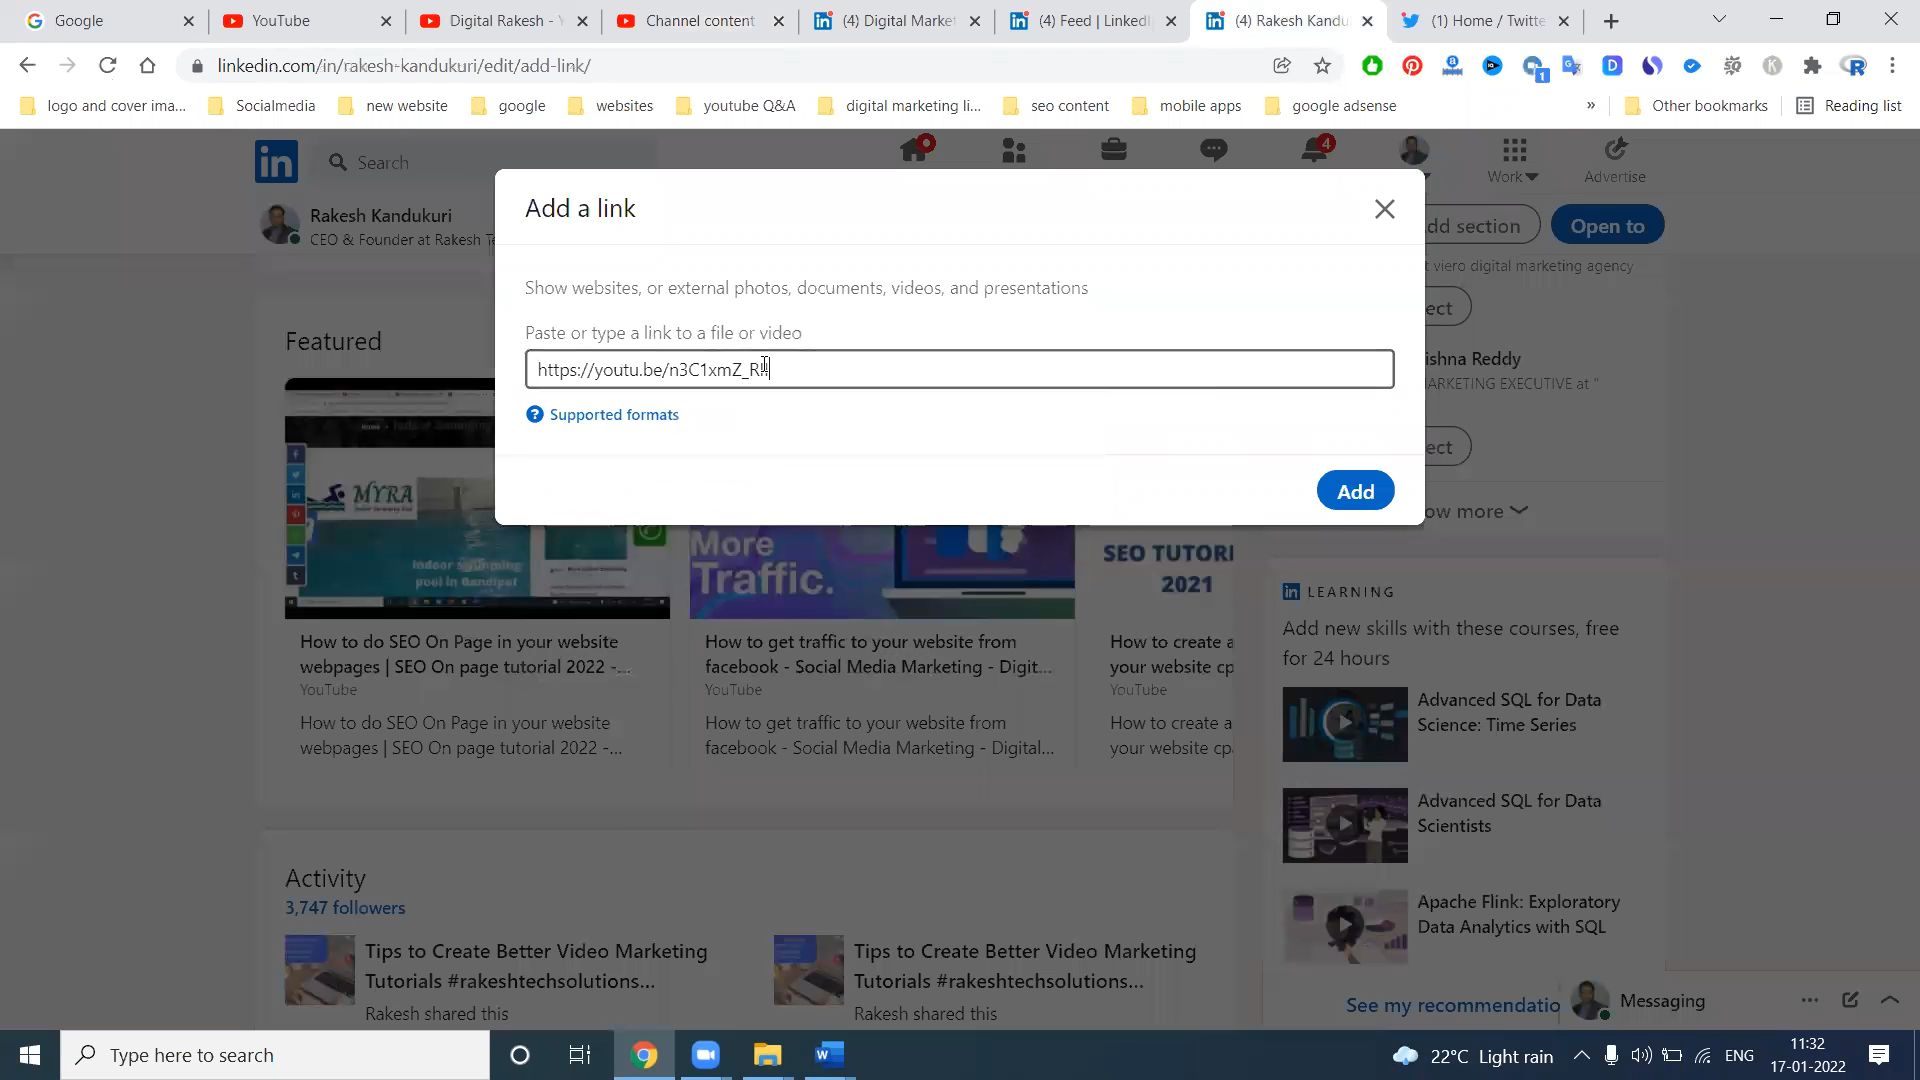 Google
YouTube
Digital Rakesh - Y
Channel content
(4) Digital Market
(4) Feed | LinkedI
(4) Rakesh Kandu
(1) Home / Twitte
linkedin.com/in/rakesh-kandukuri/edit/add-link/
logo and cover ima...
Socialmedia
new website
google
websites
youtube Q&A
digital marketing li...
seo content
mobile apps
google adsense
»
Other bookmarks
Reading list
in
Search
4
Work
Advertise
Rakesh Kandukuri
CEO & Founder at Rakesh Te
dd section
Open to
Add a link
Show websites, or external photos, documents, videos, and presentations
Paste or type a link to a file or video
Supported formats
Add
t viero digital marketing agency
ect
ishna Reddy
ARKETING EXECUTIVE at "
ect
ow more
Featured
MYRA
Indoor Swimming
pool in Gandipet
More
Traffic.
SEO TUTORI
2021
How to do SEO On Page in your website
webpages | SEO On page tutorial 2022 -...
YouTube
How to do SEO On Page in your website
webpages | SEO On page tutorial 2022 -...
How to get traffic to your website from
facebook - Social Media Marketing - Digit...
YouTube
How to get traffic to your website from
facebook - Social Media Marketing - Digital...
How to create a
your website cp
YouTube
How to create a
your website cp
in LEARNING
Add new skills with these courses, free
for 24 hours
Advanced SQL for Data
Science: Time Series
Advanced SQL for Data
Scientists
Apache Flink: Exploratory
Data Analytics with SQL
See my recommendatio
Activity
3,747 followers
Tips to Create Better Video Marketing
Tutorials #rakeshtechsolutions...
Rakesh shared this
Tips to Create Better Video Marketing
Tutorials #rakeshtechsolutions...
Rakesh shared this
Messaging
Type here to search
22°C Light rain
ENG
11:32
17-01-2022